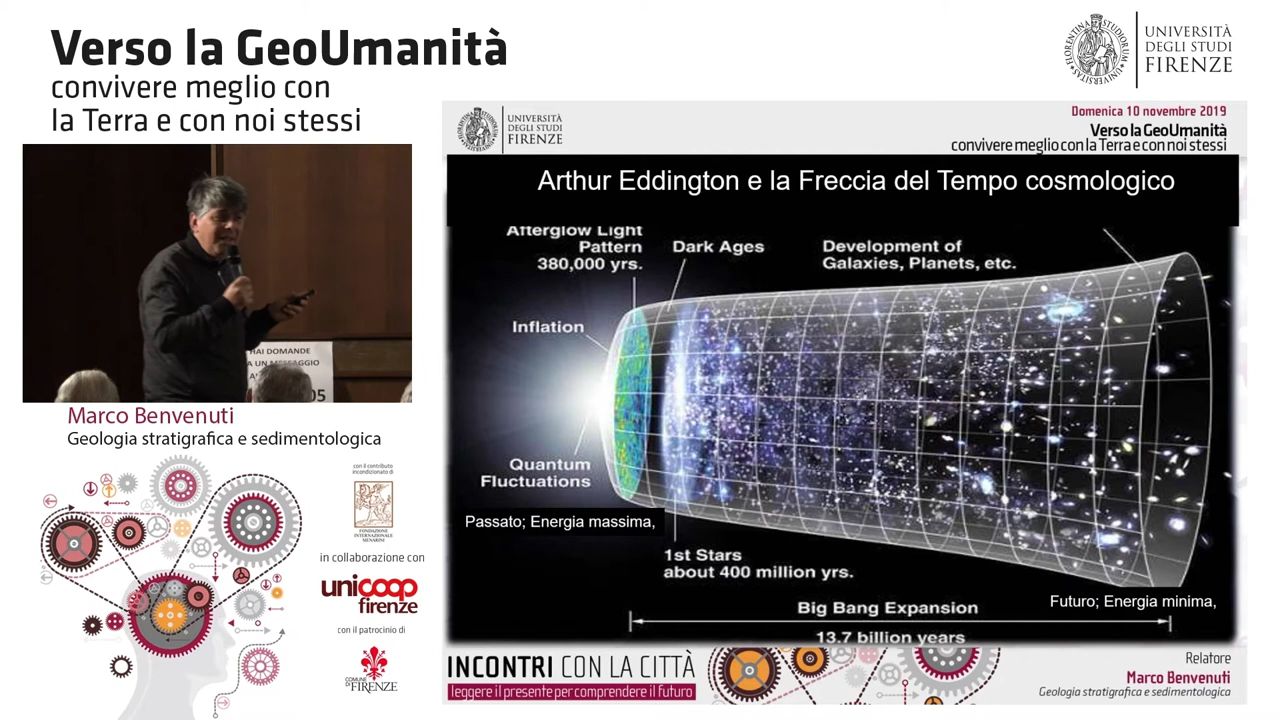 Verso la GeoUmanità
convivere meglio con
la Terra e con noi stessi
UNIVERSITÀ
DEGLI STUDI
FIRENZE
UNIVERSITÀ
DEGLI STUDI
FIRENZE
Domenica 10 novembre 2019
Verso la GeoUmanità
convivere meglio con la Terra e con noi stessi
Arthur Eddington e la Freccia del Tempo cosmologico
Afterglow Light
Pattern
380,000 yrs.
Dark Ages
Development of
Galaxies, Planets, etc.
Inflation
Quantum
Fluctuations
Passato; Energia massima,
1st Stars
about 400 million yrs.
Futuro; Energia minima,
Big Bang Expansion
13.7 billion years
HAI DOMANDE
A UN MESSAGGIO
05
Marco Benvenuti
Geologia stratigrafica e sedimentologica
con il contributo
incondizionato di
FONDAZIONE
INTERNAZIONALE
MENARINI
in collaborazione con
unicoop
firenze
con il patrocinio di
COMUNE
DI FIRENZE
INCONTRI CON LA CITTÀ
leggere il presente per comprendere il futuro
Relatore
Marco Benvenuti
Geologia stratigrafica e sedimentologica